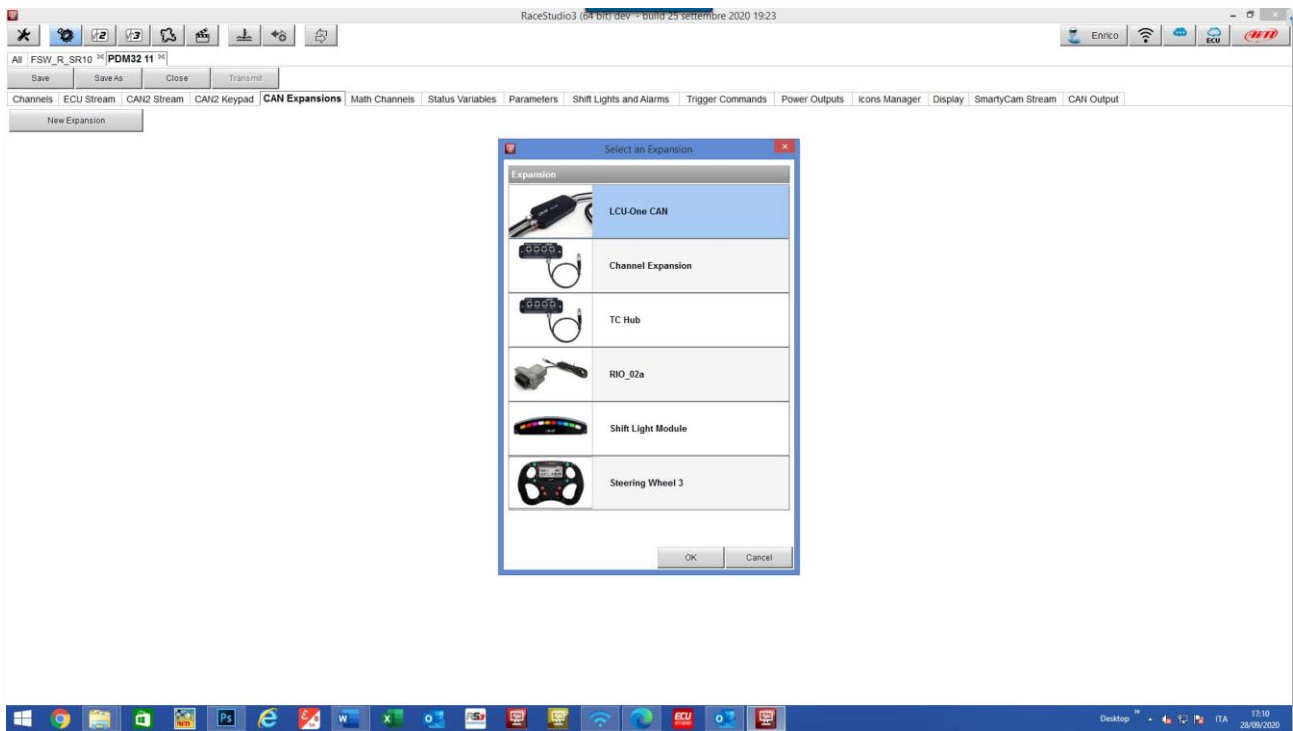 RaceStudio3 (64 bit) dev - build 25 settembre 2020 19:23
Enrico
ECU
All FSW_R_SR10 PDM32 11
Save Save As Close Transmit
Channels ECU Stream CAN2 Stream CAN2 Keypad CAN Expansions Math Channels Status Variables Parameters Shift Lights and Alarms Trigger Commands Power Outputs Icons Manager Display SmartyCam Stream CAN Output
New Expansion
Select an Expansion
Expansion
LCU-One CAN
Channel Expansion
TC Hub
RIO_02a
Shift Light Module
Steering Wheel 3
OK Cancel
Desktop ITA 17:10
28/09/2020